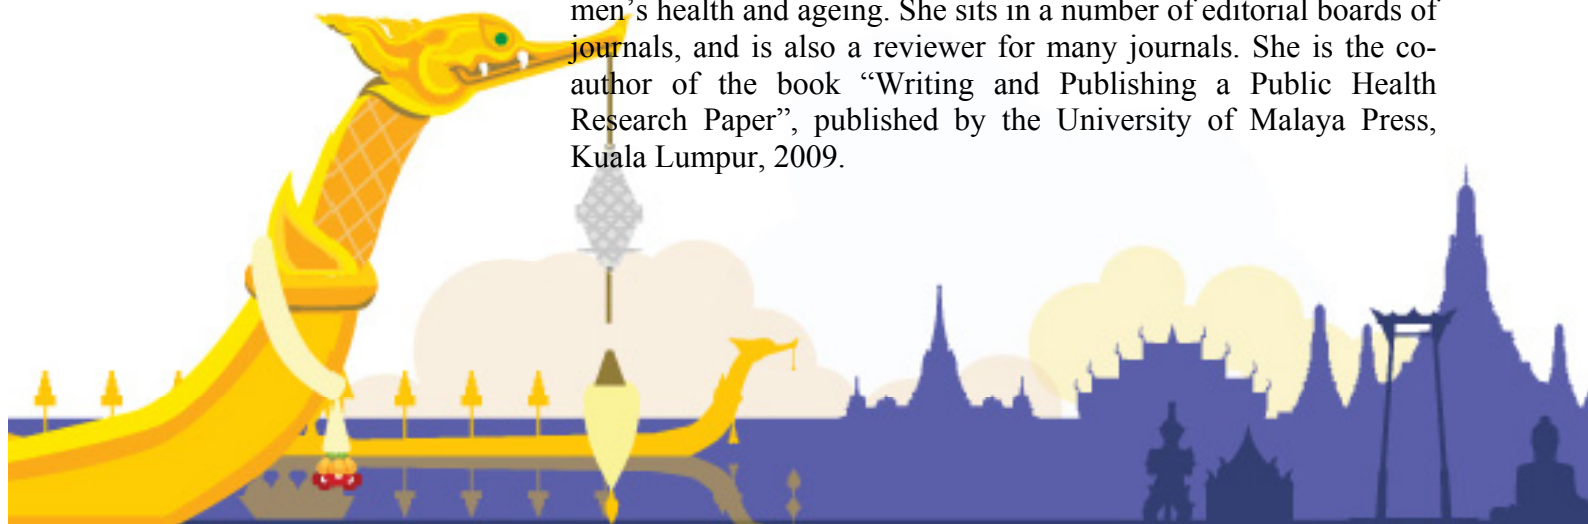 men’s health and ageing. She sits in a number of editorial boards of
journals, and is also a reviewer for many journals. She is the co-
author of the book “Writing and Publishing a Public Health
Research Paper”, published by the University of Malaya Press,
Kuala Lumpur, 2009.